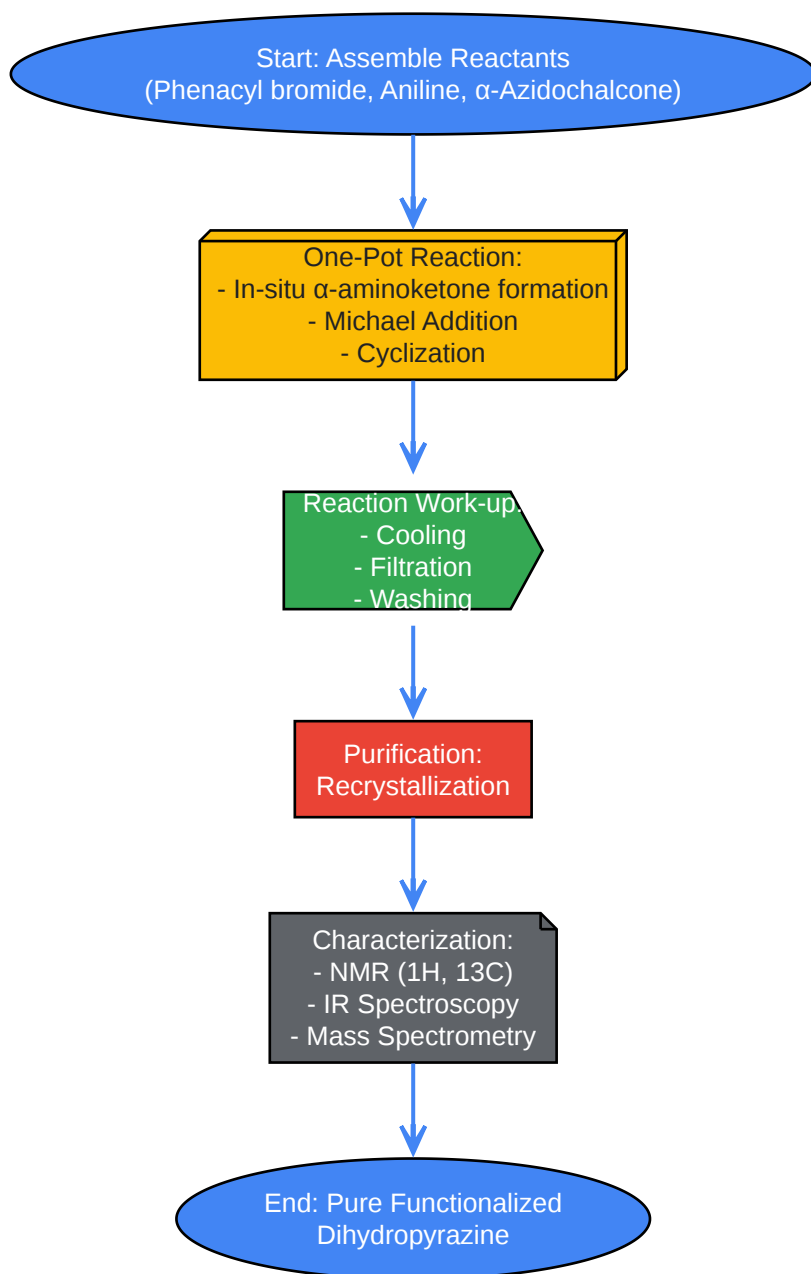 Start: Assemble Reactants
(Phenacyl bromide, Aniline, α-Azidochalcone)
One-Pot Reaction:
- In-situ α-aminoketone formation
- Michael Addition
- Cyclization
Reaction Work-up:
- Cooling
- Filtration
- Washing
Purification:
Recrystallization
Characterization:
- NMR (1H, 13C)
- IR Spectroscopy
- Mass Spectrometry
End: Pure Functionalized
Dihydropyrazine